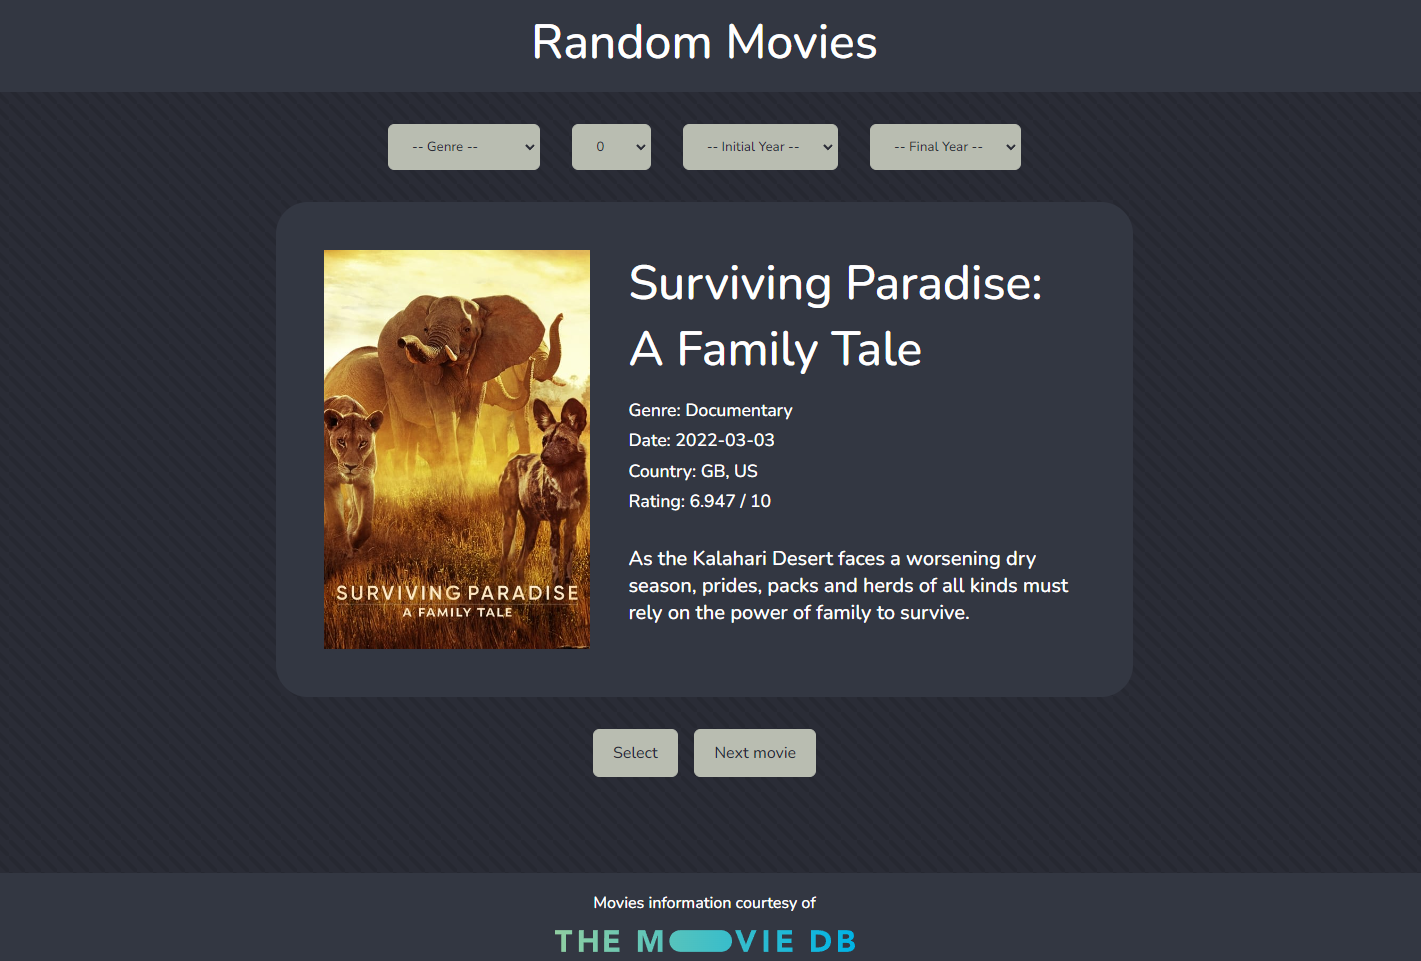 Random Movies
-- Genre --
0
-- Initial Year --
-- Final Year --
Surviving Paradise:
A Family Tale
Genre: Documentary
Date: 2022-03-03
Country: GB, US
Rating: 6.947 / 10
As the Kalahari Desert faces a worsening dry
season, prides, packs and herds of all kinds must
rely on the power of family to survive.
SURVIVING PARADISE
A FAMILY TALE
Select
Next movie
Movies information courtesy of
THE MOVIE DB